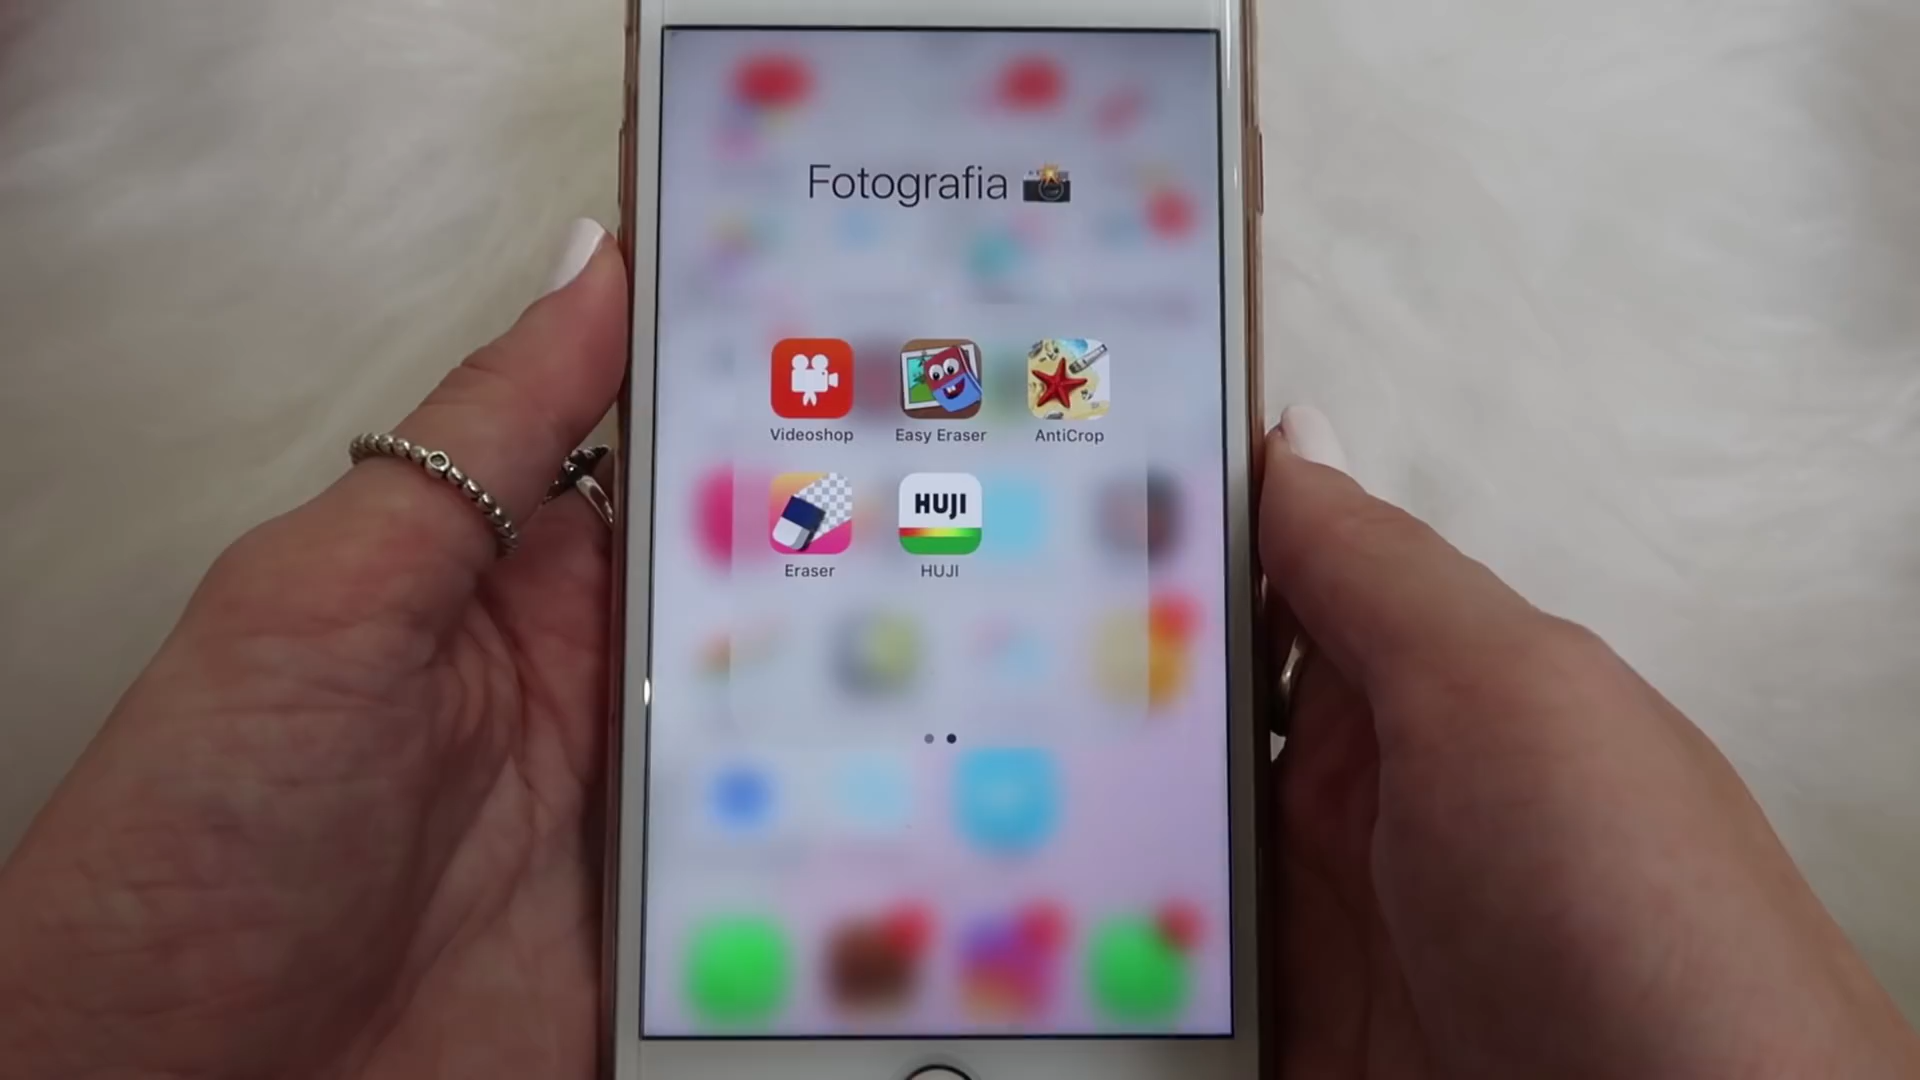 Fotografia
Videoshop
Easy Eraser
AntiCrop
HUJI
Eraser
HUJI